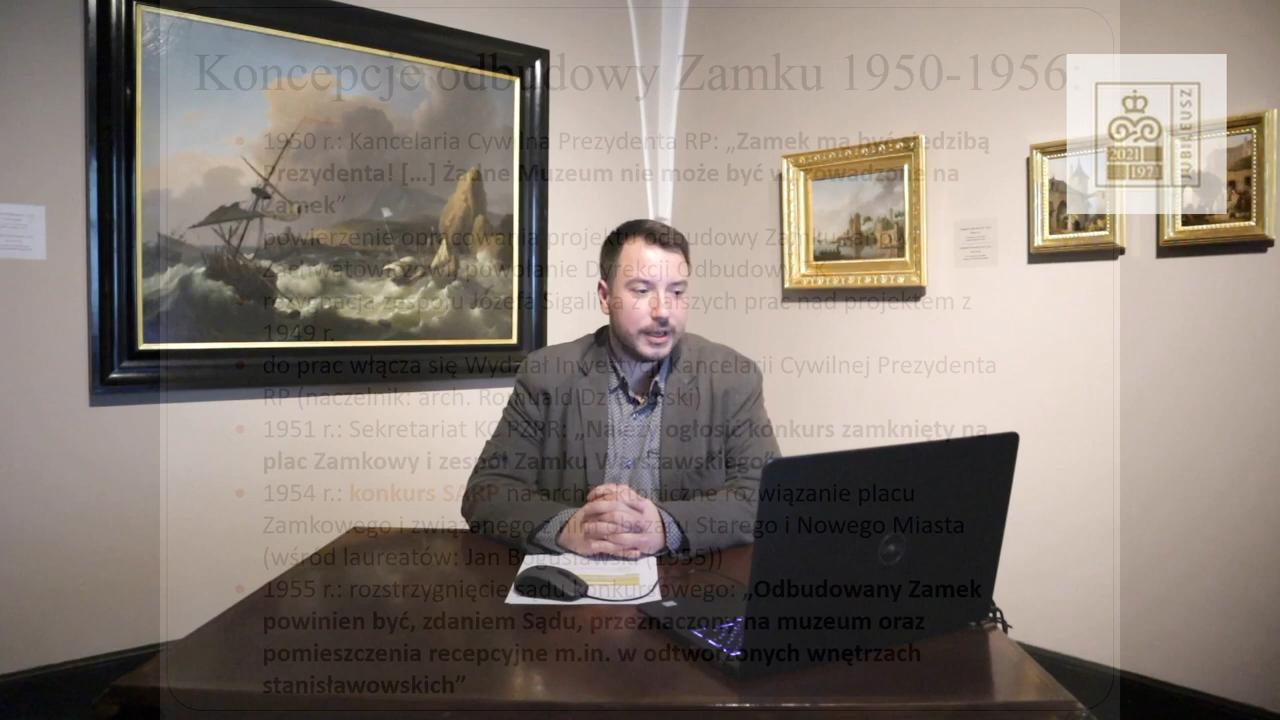 Koncepcje odbudowy Zamku 1950-1956
• 1950 r.: Kancelaria Cywilna Prezydenta RP: „Zamek ma być siedzibą
Prezydenta! [...] Żadne Muzeum nie może być wprowadzone na
Zamek”
• powierzenie opracowania projektu odbudowy Zamku
powołanie Dyrekcji Odbudowy
• rezygnacja zespołu Józefa Sigalina z dalszych prac nad projektem z
1949 r.
• do prac włącza się Wydział Inwestycji Kancelarii Cywilnej Prezydenta
RP (naczelnik: arch. Romuald
• 1951 r.: Sekretariat KC PZPR: „Należy ogłosić konkurs zamknięty na
plac Zamkowy i zespół Zamku Warszawskiego”
• 1954 r.: konkurs SARP na architektoniczne rozwiązanie placu
Zamkowego i związanego z nim obszaru Starego i Nowego Miasta
(wśród laureatów: Jan Bogusławski (1955))
• 1955 r.: rozstrzygnięcie sądu konkursowego: „Odbudowany Zamek
powinien być, zdaniem Sądu, przeznaczony na muzeum oraz
pomieszczenia recepcyjne m.in. w odtworzonych wnętrzach
stanisławowskich”
2021
1971
JUBILEUSZ